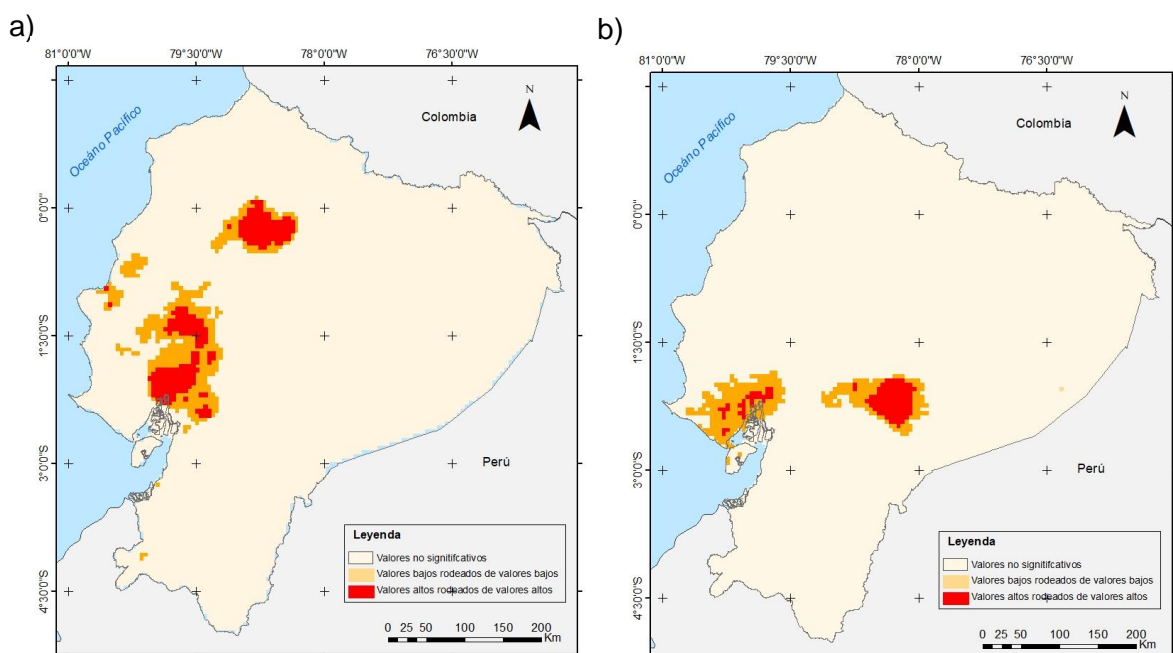 a)
81°0'0"W 79°30'0"W 78°0'0"W 76°30'0"W
0°0'0"
1°30'0"S
3°0'0"S
4°30'0"S
Océano Pacífico
Colombia
N
Perú
Leyenda
Valores no signitifcativos
Valores bajos rodeados de valores bajos
Valores altos rodeados de valores altos
0 25 50 100 150 200
Km
b)
81°0'0"W 79°30'0"W 78°0'0"W 76°30'0"W
0°0'0"
1°30'0"S
3°0'0"S
4°30'0"S
Océano Pacífico
Colombia
N
Perú
Leyenda
Valores no signitifcativos
Valores bajos rodeados de valores bajos
Valores altos rodeados de valores altos
0 25 50 100 150 200
Km